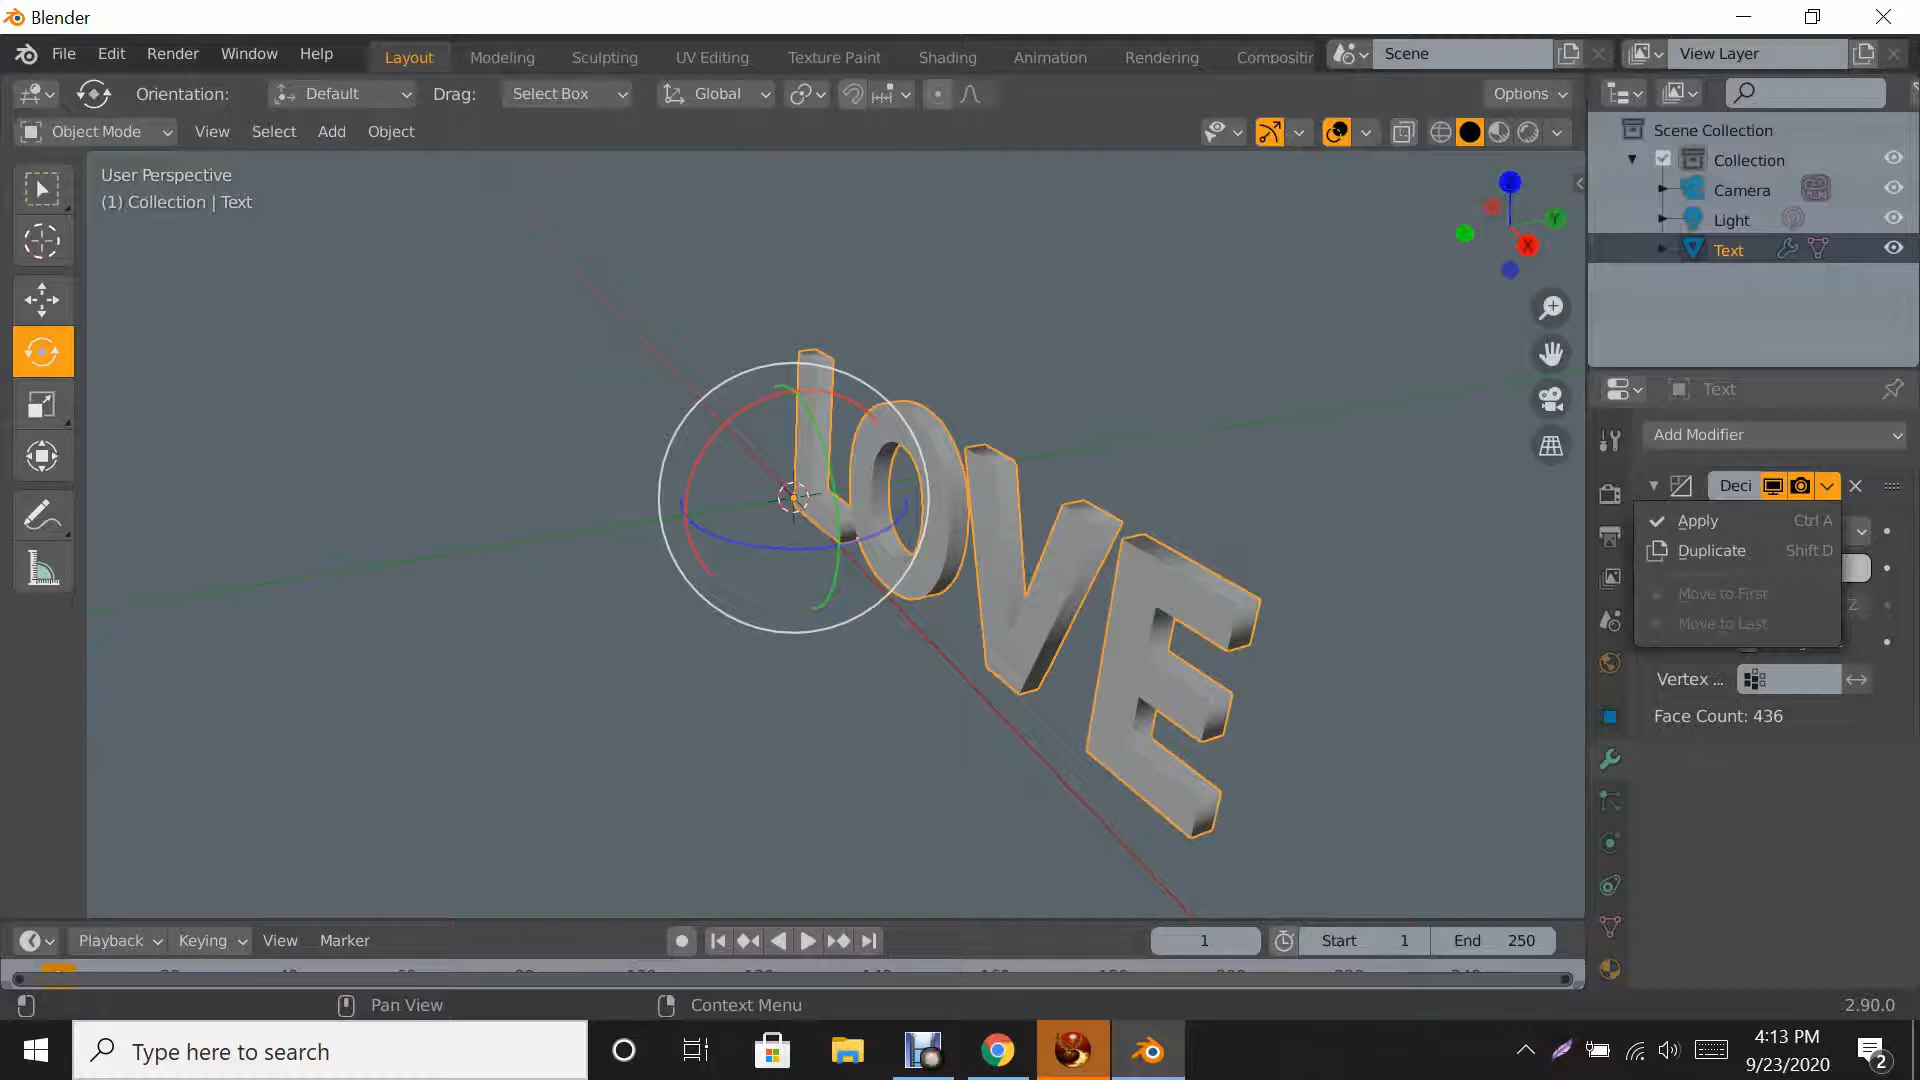 Blender
File Edit Render Window Help Layout Modeling Sculpting UV Editing Texture Paint Shading Animation Rendering Compositin Scene View Layer
Orientation: Default Drag: Select Box Global Options
Object Mode View Select Add Object
User Perspective
(1) Collection | Text
Z
Y
X
LOVE
Scene Collection
Collection
Camera
Light
Text
Text
Add Modifier
Deci
Apply Ctrl A
Duplicate Shift D
Move to First
Z
Move to Last
Vertex ...
Face Count: 436
Playback Keying View Marker 1 Start 1 End 250
Pan View Context Menu 2.90.0
Type here to search
4:13 PM
9/23/2020
2